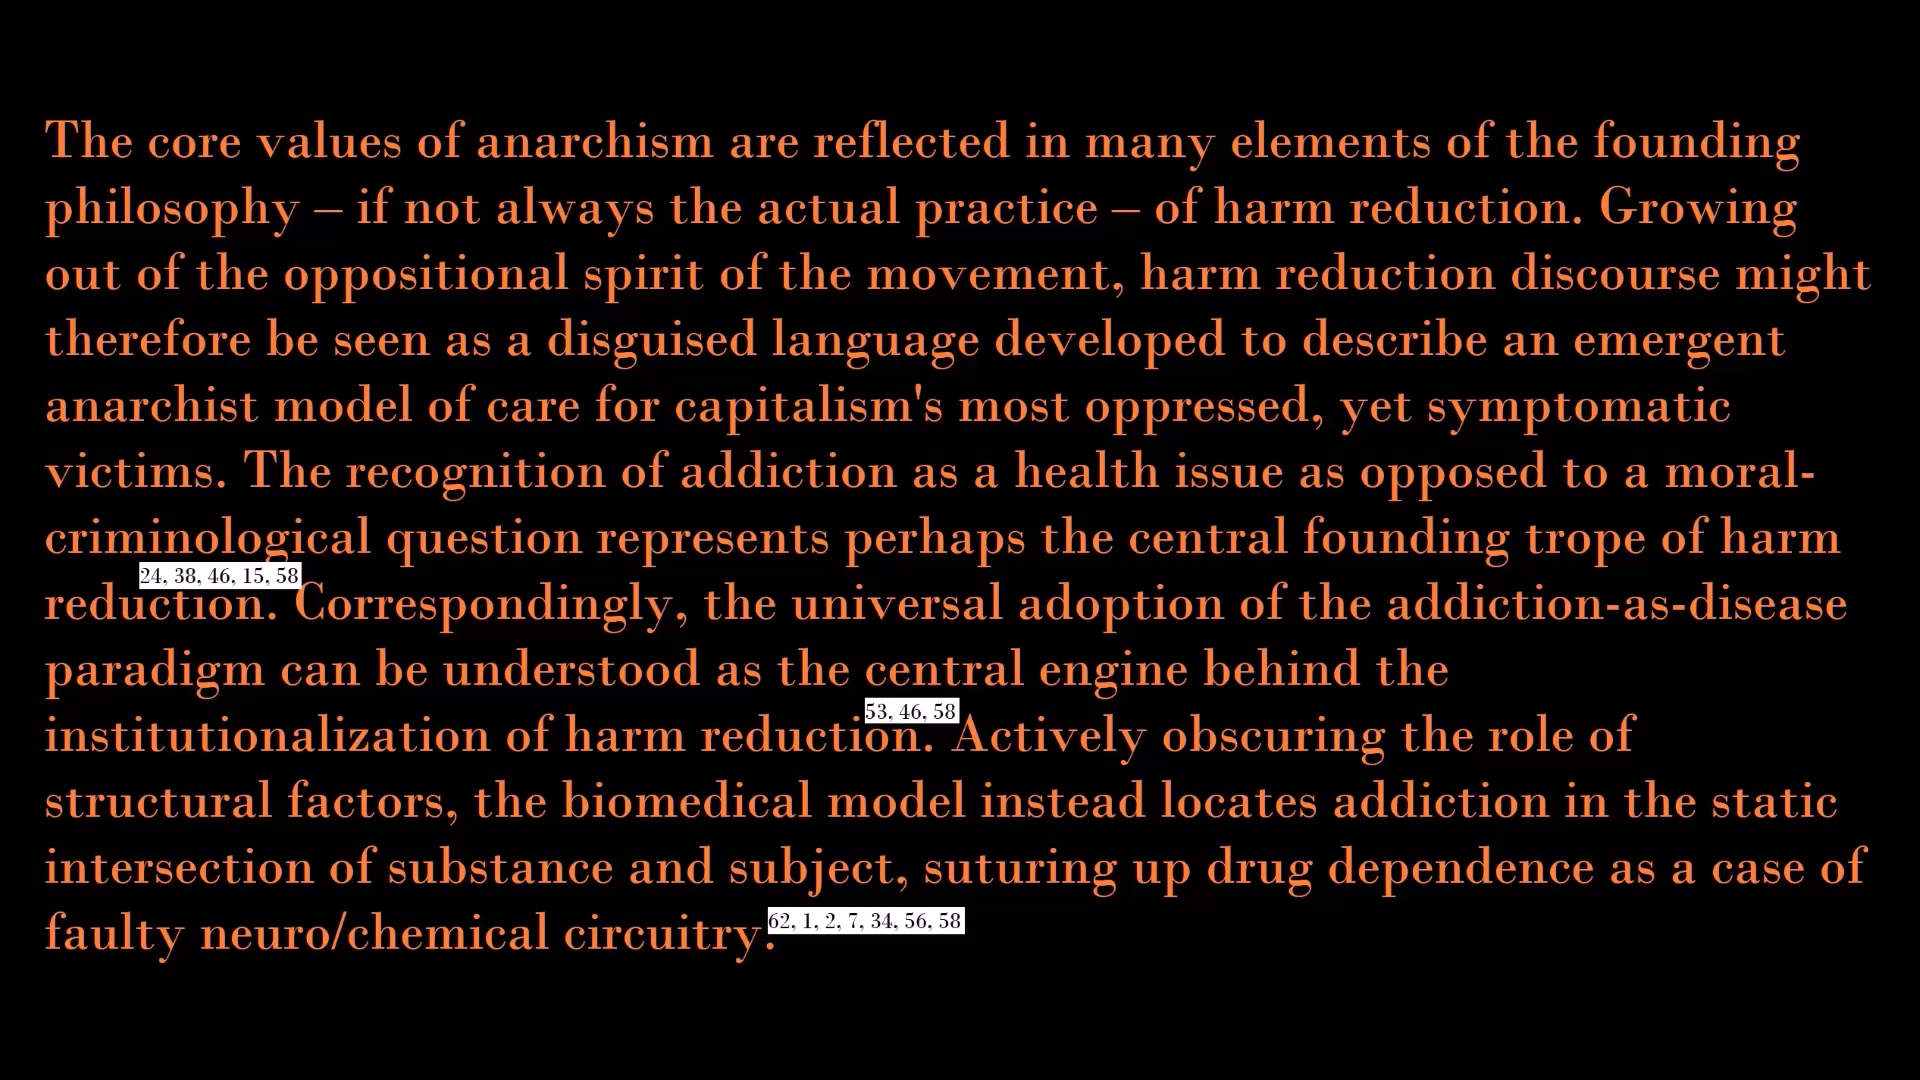 The core values of anarchism are reflected in many elements of the founding
philosophy – if not always the actual practice – of harm reduction. Growing
out of the oppositional spirit of the movement, harm reduction discourse might
therefore be seen as a disguised language developed to describe an emergent
anarchist model of care for capitalism's most oppressed, yet symptomatic
victims. The recognition of addiction as a health issue as opposed to a moral-
criminological question represents perhaps the central founding trope of harm
24, 38, 46, 15, 58
reduction. Correspondingly, the universal adoption of the addiction-as-disease
paradigm can be understood as the central engine behind the
53, 46, 58
institutionalization of harm reduction. Actively obscuring the role of
structural factors, the biomedical model instead locates addiction in the static
intersection of substance and subject, suturing up drug dependence as a case of
faulty neuro/chemical circuitry. 62, 1, 2, 7, 34, 56, 58